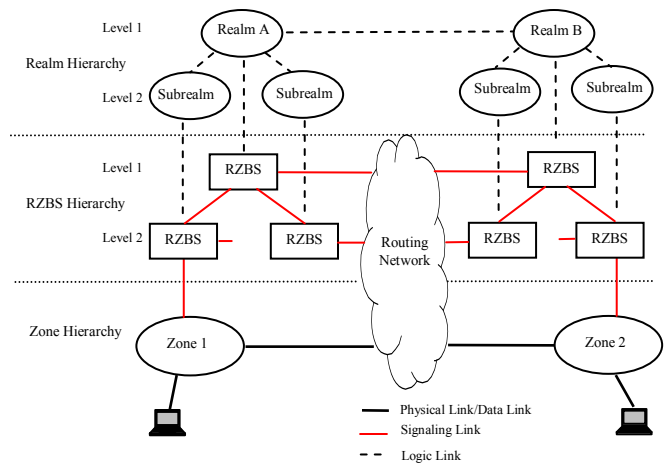 Level 1
Realm A
Realm B
Realm Hierarchy
Level 2
Subrealm
Subrealm
Subrealm
Subrealm
Level 1
RZBS
RZBS
RZBS Hierarchy
Level 2
RZBS
RZBS
RZBS
RZBS
Routing
Network
Zone Hierarchy
Zone 1
Zone 2
Physical Link/Data Link
Signaling Link
Logic Link